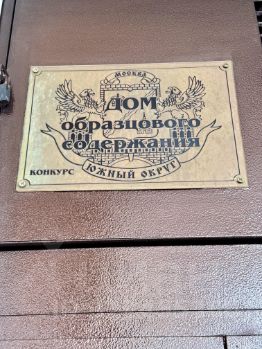 Москва
ДОМ
образцового
содержания
КОНКУРС
ЮЖНЫЙ ОКРУГ